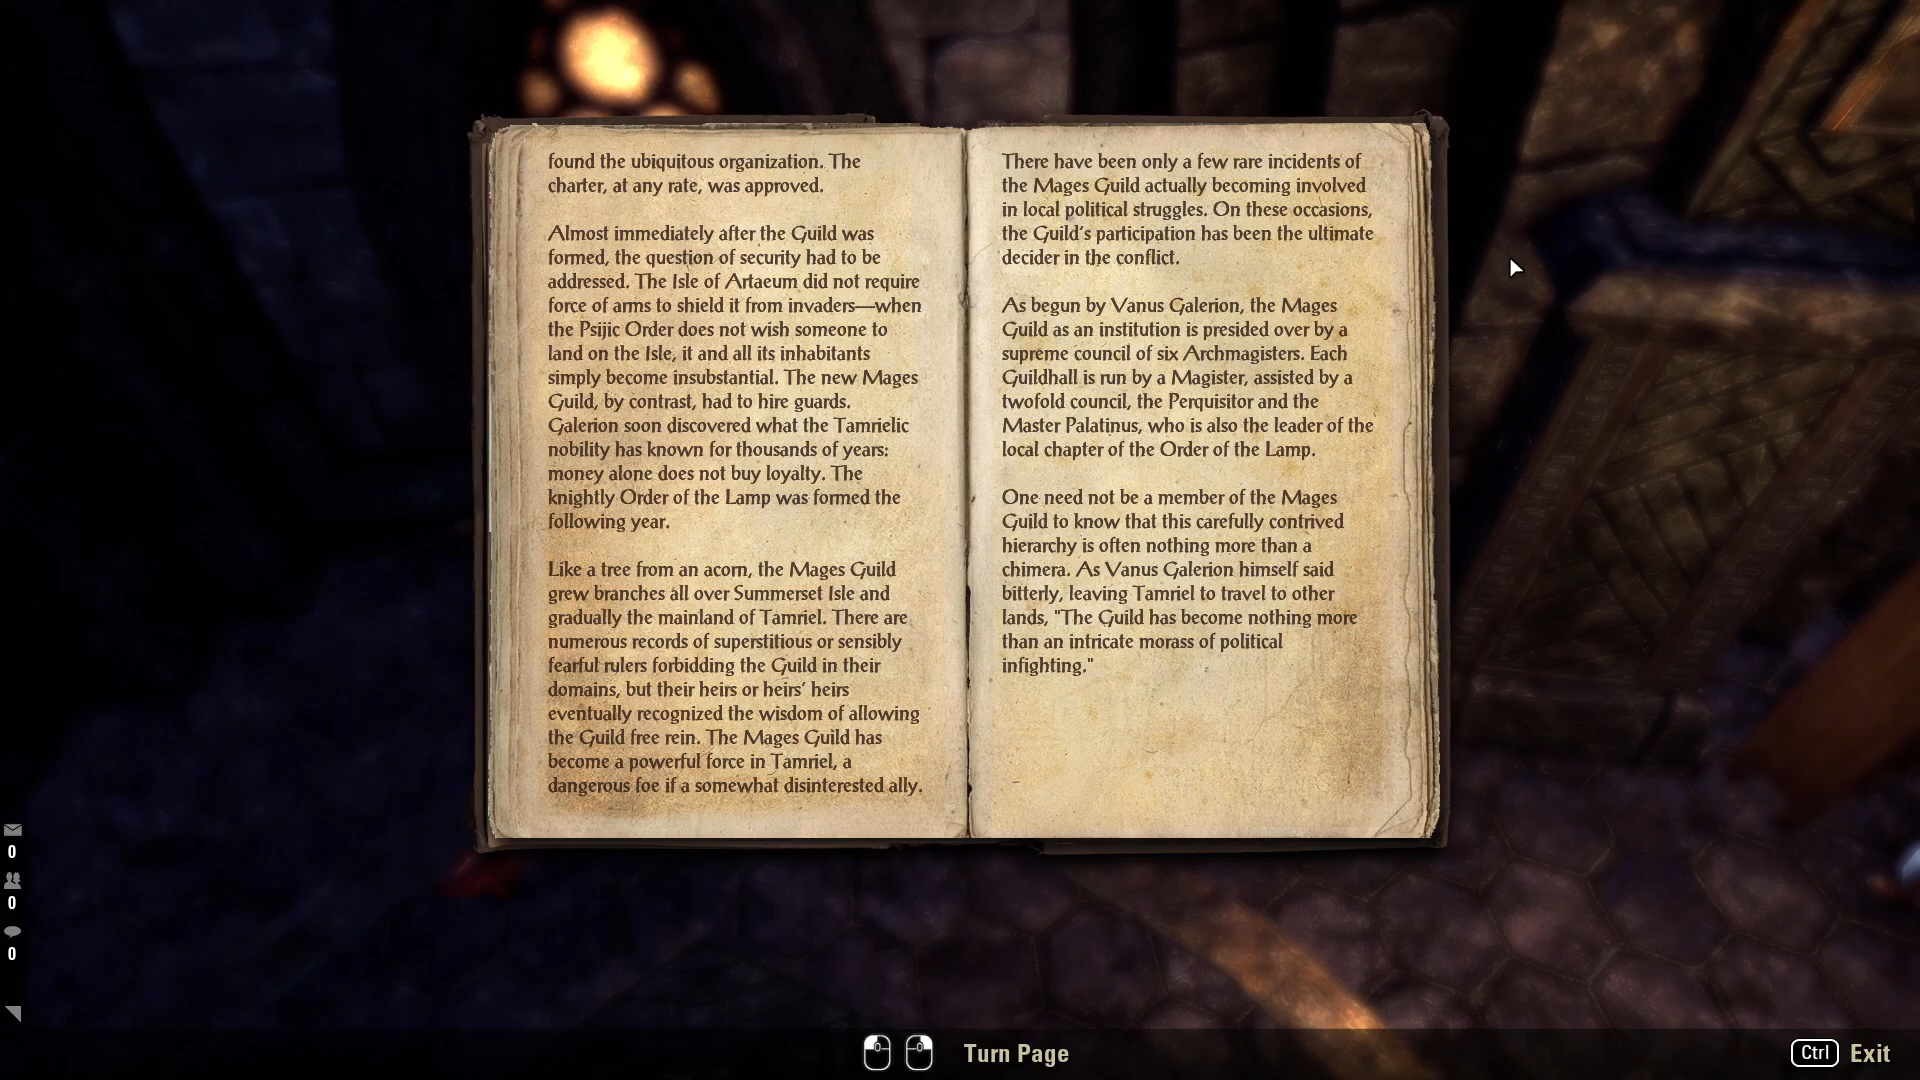 found the ubiquitous organization. The
charter, at any rate, was approved.
Almost immediately after the Guild was
formed, the question of security had to be
addressed. The Isle of Artaeum did not require
force of arms to shield it from invaders—when
the Psijic Order does not wish someone to
land on the Isle, it and all its inhabitants
simply become insubstantial. The new Mages
Guild, by contrast, had to hire guards.
Galerion soon discovered what the Tamrielic
nobility has known for thousands of years:
money alone does not buy loyalty. The
knightly Order of the Lamp was formed the
following year.
Like a tree from an acorn, the Mages Guild
grew branches all over Summerset Isle and
gradually the mainland of Tamriel. There are
numerous records of superstitious or sensibly
fearful rulers forbidding the Guild in their
domains, but their heirs or heirs' heirs
eventually recognized the wisdom of allowing
the Guild free rein. The Mages Guild has
become a powerful force in Tamriel, a
dangerous foe if a somewhat disinterested ally.
There have been only a few rare incidents of
the Mages Guild actually becoming involved
in local political struggles. On these occasions,
the Guild's participation has been the ultimate
decider in the conflict.
As begun by Vanus Galerion, the Mages
Guild as an institution is presided over by a
supreme council of six Archmagisters. Each
Guildhall is run by a Magister, assisted by a
twofold council, the Perquisitor and the
Master Palatinus, who is also the leader of the
local chapter of the Order of the Lamp.
One need not be a member of the Mages
Guild to know that this carefully contrived
hierarchy is often nothing more than a
chimera. As Vanus Galerion himself said
bitterly, leaving Tamriel to travel to other
lands, "The Guild has become nothing more
than an intricate morass of political
infighting."
0
0
0
Turn Page
Ctrl Exit